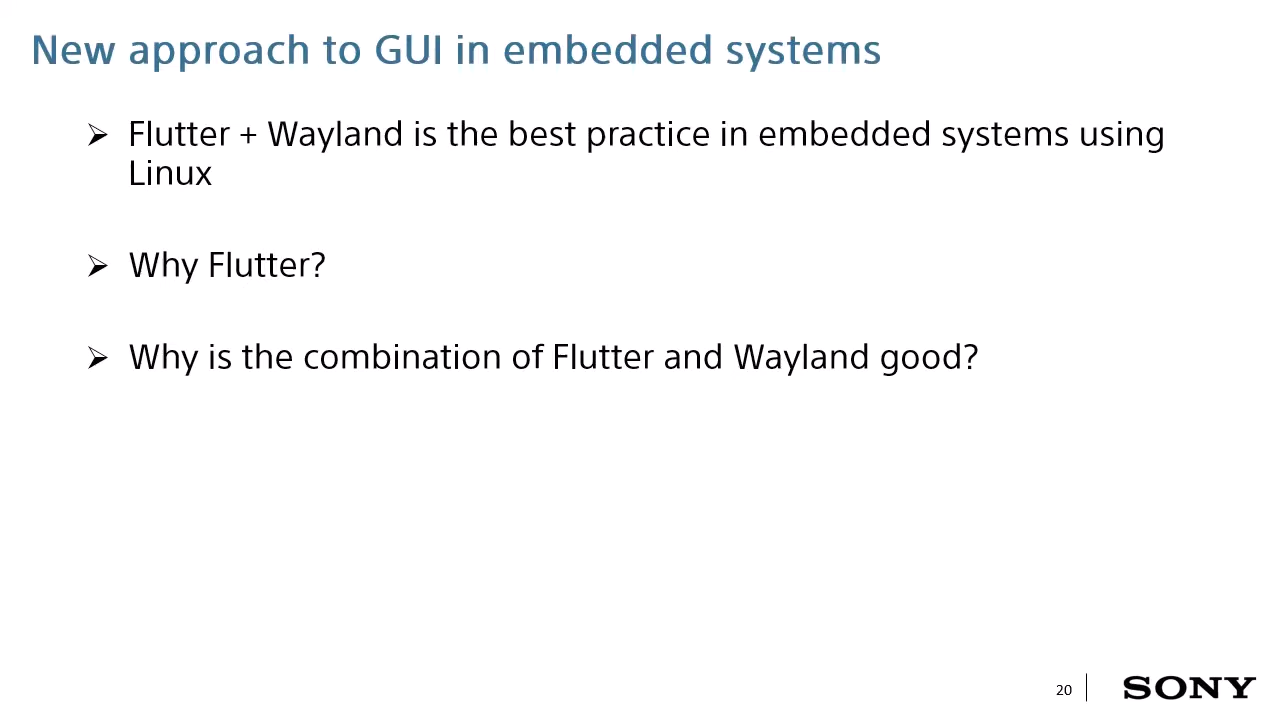 New approach to GUI in embedded systems
Flutter + Wayland is the best practice in embedded systems using
Linux
Why Flutter?
Why is the combination of Flutter and Wayland good?
20
SONY